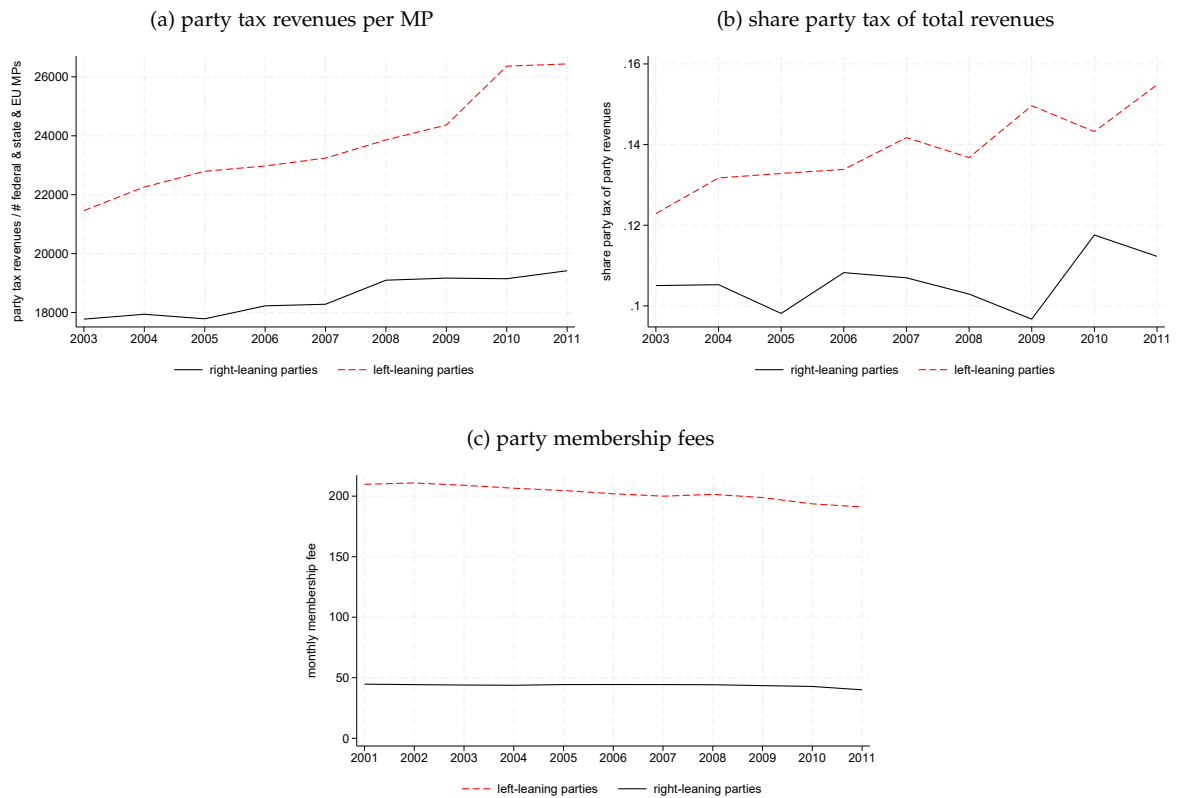 (a) party tax revenues per MP
party tax revenues / # federal & state & EU MPs
26000
24000
22000
20000
18000
2003 2004 2005 2006 2007 2008 2009 2010 2011
right-leaning parties left-leaning parties
(b) share party tax of total revenues
share party tax of party revenues
.16
.14
.12
.1
2003 2004 2005 2006 2007 2008 2009 2010 2011
right-leaning parties left-leaning parties
(c) party membership fees
monthly membership fee
200
150
100
50
0
2001 2002 2003 2004 2005 2006 2007 2008 2009 2010 2011
left-leaning parties right-leaning parties